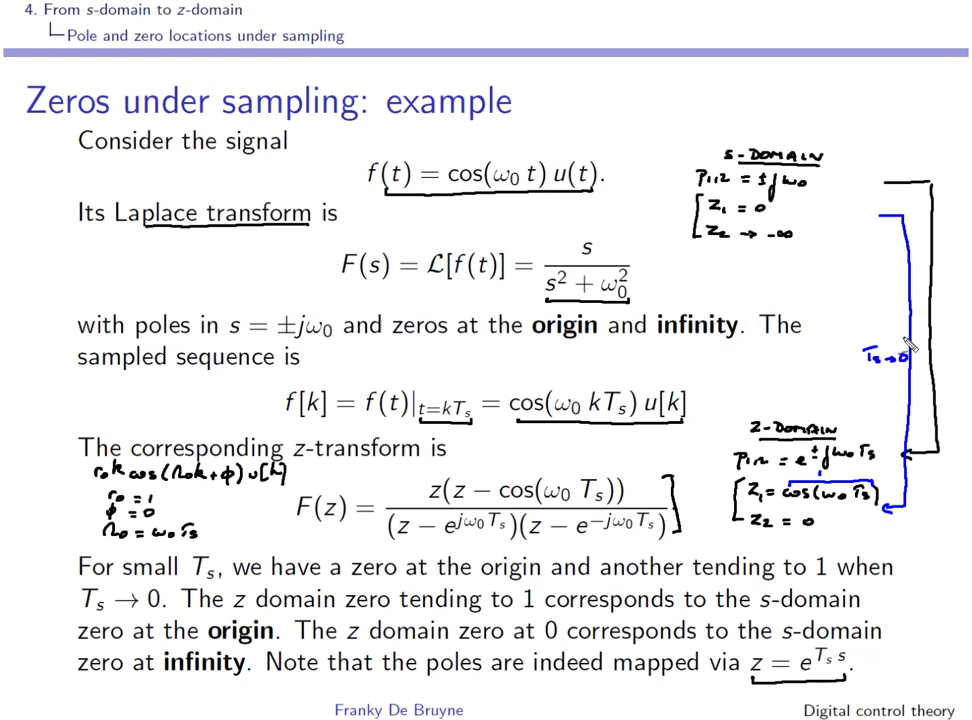 4. From s-domain to z-domain
Pole and zero locations under sampling
Zeros under sampling: example
Consider the signal
f(t) = cos(ω₀ t) u(t).
Its Laplace transform is
F(s) = ℒ[f(t)] = s / (s² + ω₀²)
with poles in s = ±jω₀ and zeros at the origin and infinity. The
sampled sequence is
f[k] = f(t)|ₜ₌ₖTₛ = cos(ω₀ kTₛ) u[k]
The corresponding z-transform is
F(z) = z(z − cos(ω₀ Tₛ)) / (z − e^{jω₀Tₛ})(z − e^{−jω₀Tₛ})
For small Tₛ, we have a zero at the origin and another tending to 1 when
Tₛ → 0. The z domain zero tending to 1 corresponds to the s-domain
zero at the origin. The z domain zero at 0 corresponds to the s-domain
zero at infinity. Note that the poles are indeed mapped via z = e^{Tₛ s}.
S-DOMAIN
P1,2 = ± jω₀
Z₁ = 0
Z₂ → -∞
Ts→0
Z-DOMAIN
P1,2 = e^{±jω₀Ts}
1
Z₁ = cos(ω₀Ts)
Z₂ = 0
r₀^k cos(Ω₀k+ϕ) u[k]
r₀ = 1
ϕ = 0
Ω₀ = ω₀Ts
Franky De Bruyne
Digital control theory